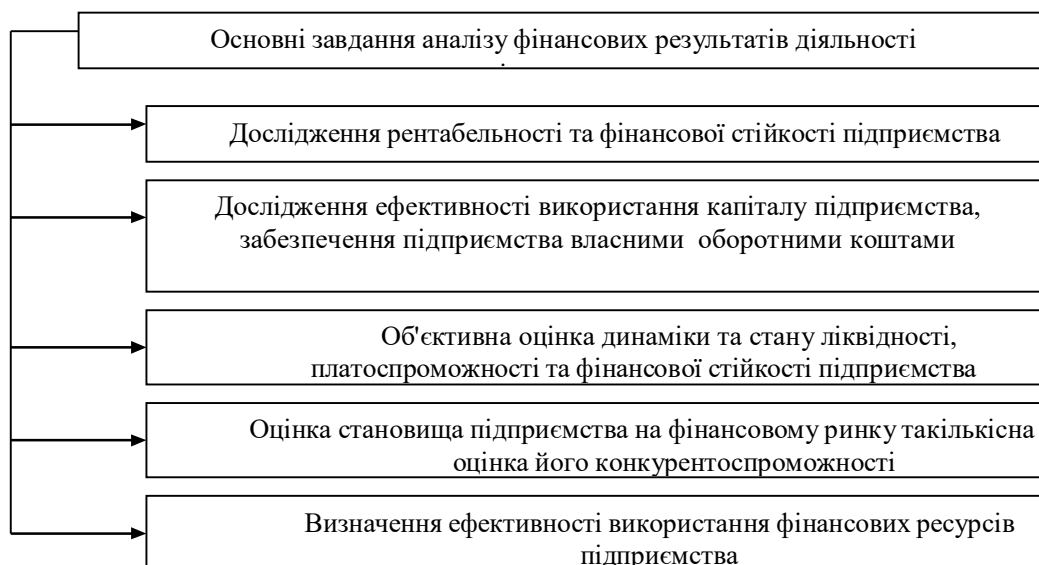 Основні завдання аналізу фінансових результатів діяльності
Дослідження рентабельності та фінансової стійкості підприємства
Дослідження ефективності використання капіталу підприємства,
забезпечення підприємства власними оборотними коштами
Об'єктивна оцінка динаміки та стану ліквідності,
платоспроможності та фінансової стійкості підприємства
Оцінка становища підприємства на фінансовому ринку такількісна
оцінка його конкурентоспроможності
Визначення ефективності використання фінансових ресурсів
підприємства